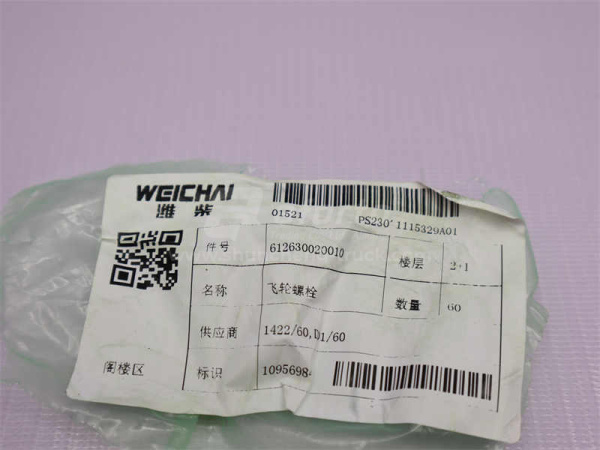 WEICHAI
潍柴
01521 PS230 1115329A01
件号 612630020010 楼层 2-1
名称 飞轮螺栓 数量 60
供应商 1422/60,D1/60
阁楼区 标识 1095698